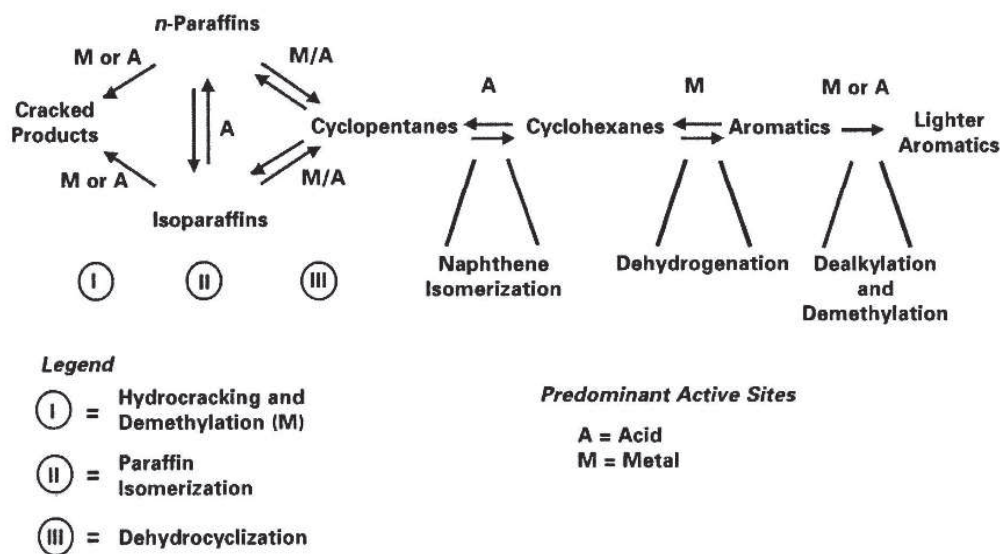 n-Paraffins
M or A
M/A
Cracked
Products
A
Cyclopentanes
A
Cyclohexanes
M
Aromatics
M or A
Lighter
Aromatics
M or A
M/A
Isoparaffins
Naphthene
Isomerization
Dehydrogenation
Dealkylation
and
Demethylation
I
II
III
Legend
I = Hydrocracking and
Demethylation (M)
II = Paraffin
Isomerization
III = Dehydrocyclization
Predominant Active Sites
A = Acid
M = Metal